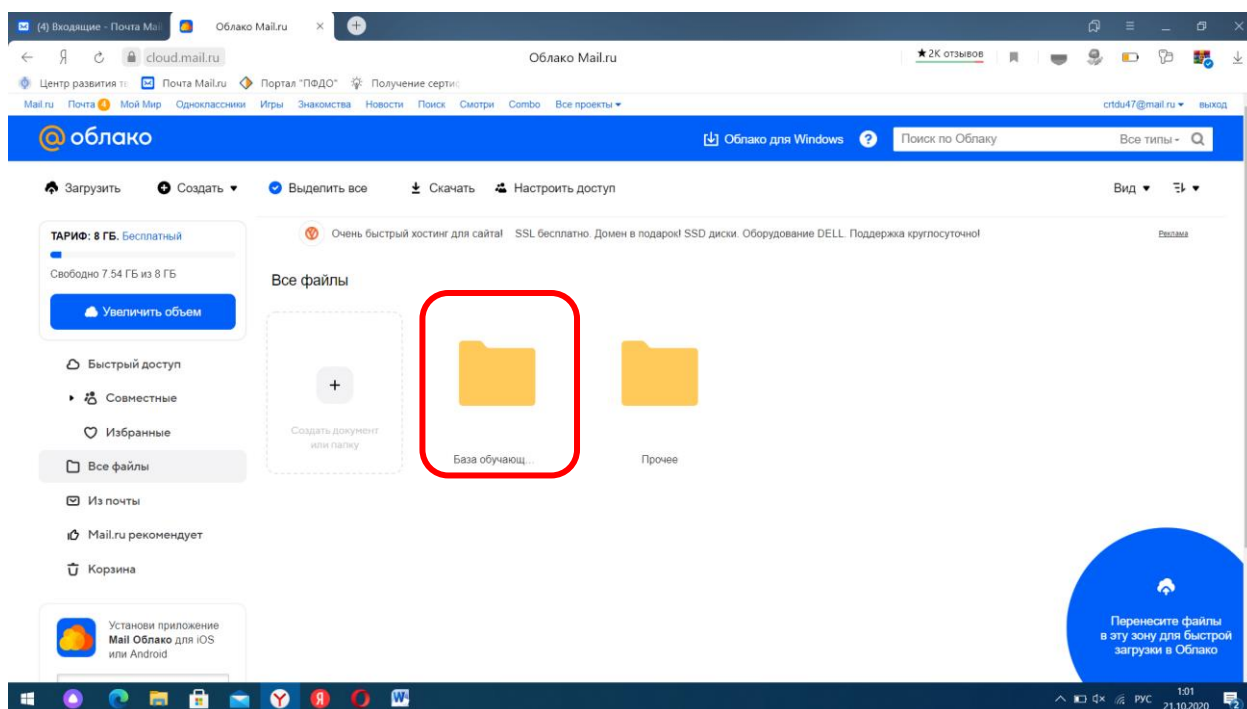 (4) Входящие - Почта Mail
Облако Mail.ru
cloud.mail.ru
Облако Mail.ru
★2K отзывов
Центр развития т
Почта Mail.ru
Портал "ПФДО"
Получение серти
Mail.ru Почта 4 Мой Мир Одноклассники Игры Знакомства Новости Поиск Смотри Combo Все проекты
crtdu47@mail.ru выход
облако
Облако для Windows
?
Поиск по Облаку
Все типы
Загрузить
Создать
Выделить все
Скачать
Настроить доступ
Вид
ТАРИФ: 8 ГБ. Бесплатный
Свободно 7.54 ГБ из 8 ГБ
Увеличить объем
Очень быстрый хостинг для сайта! SSL бесплатно. Домен в подарок! SSD диски. Оборудование DELL. Поддержка круглосуточно!
Реклама
Все файлы
Создать документ
или папку
База обучающ...
Прочее
Быстрый доступ
Совместные
Избранные
Все файлы
Из почты
Mail.ru рекомендует
Корзина
Установи приложение
Mail Облако для iOS
или Android
Перенесите файлы
в эту зону для быстрой
загрузки в Облако
РУС
1:01
21.10.2020
2